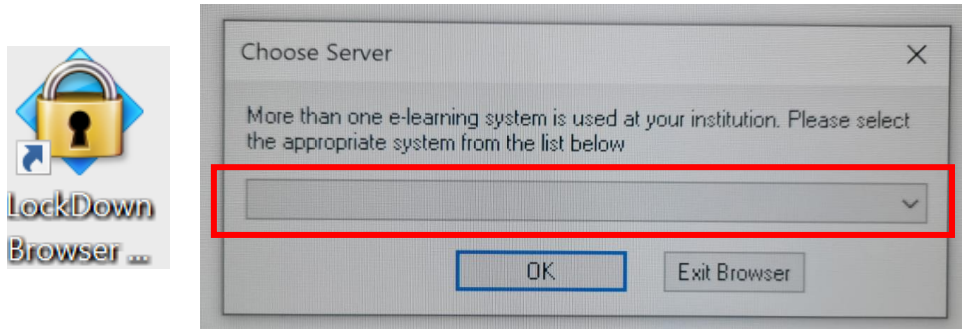 LockDown
Browser ...
Choose Server
More than one e-learning system is used at your institution. Please select
the appropriate system from the list below
OK
Exit Browser